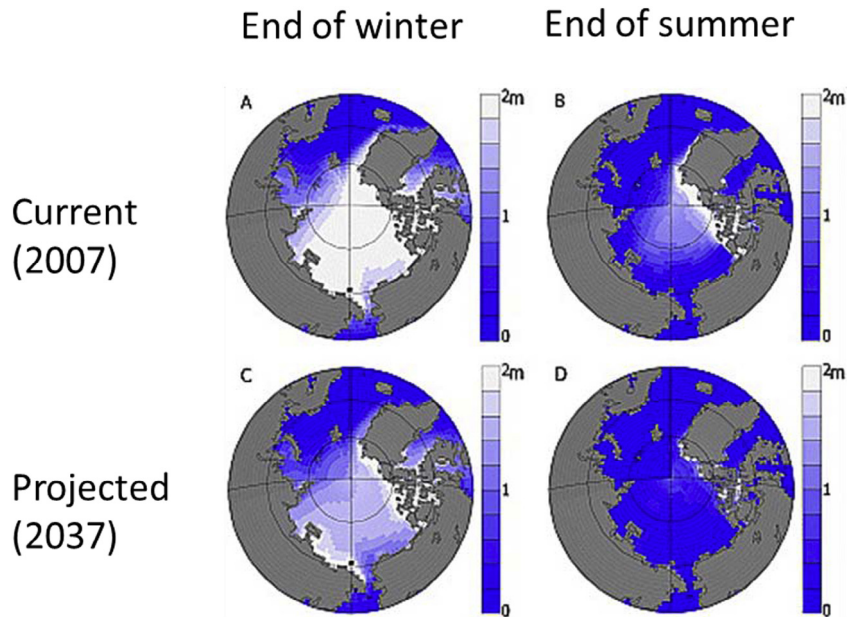 End of winter
End of summer
A
2m
1
0
B
2m
1
0
Current
(2007)
C
2m
1
0
D
2m
1
0
Projected
(2037)